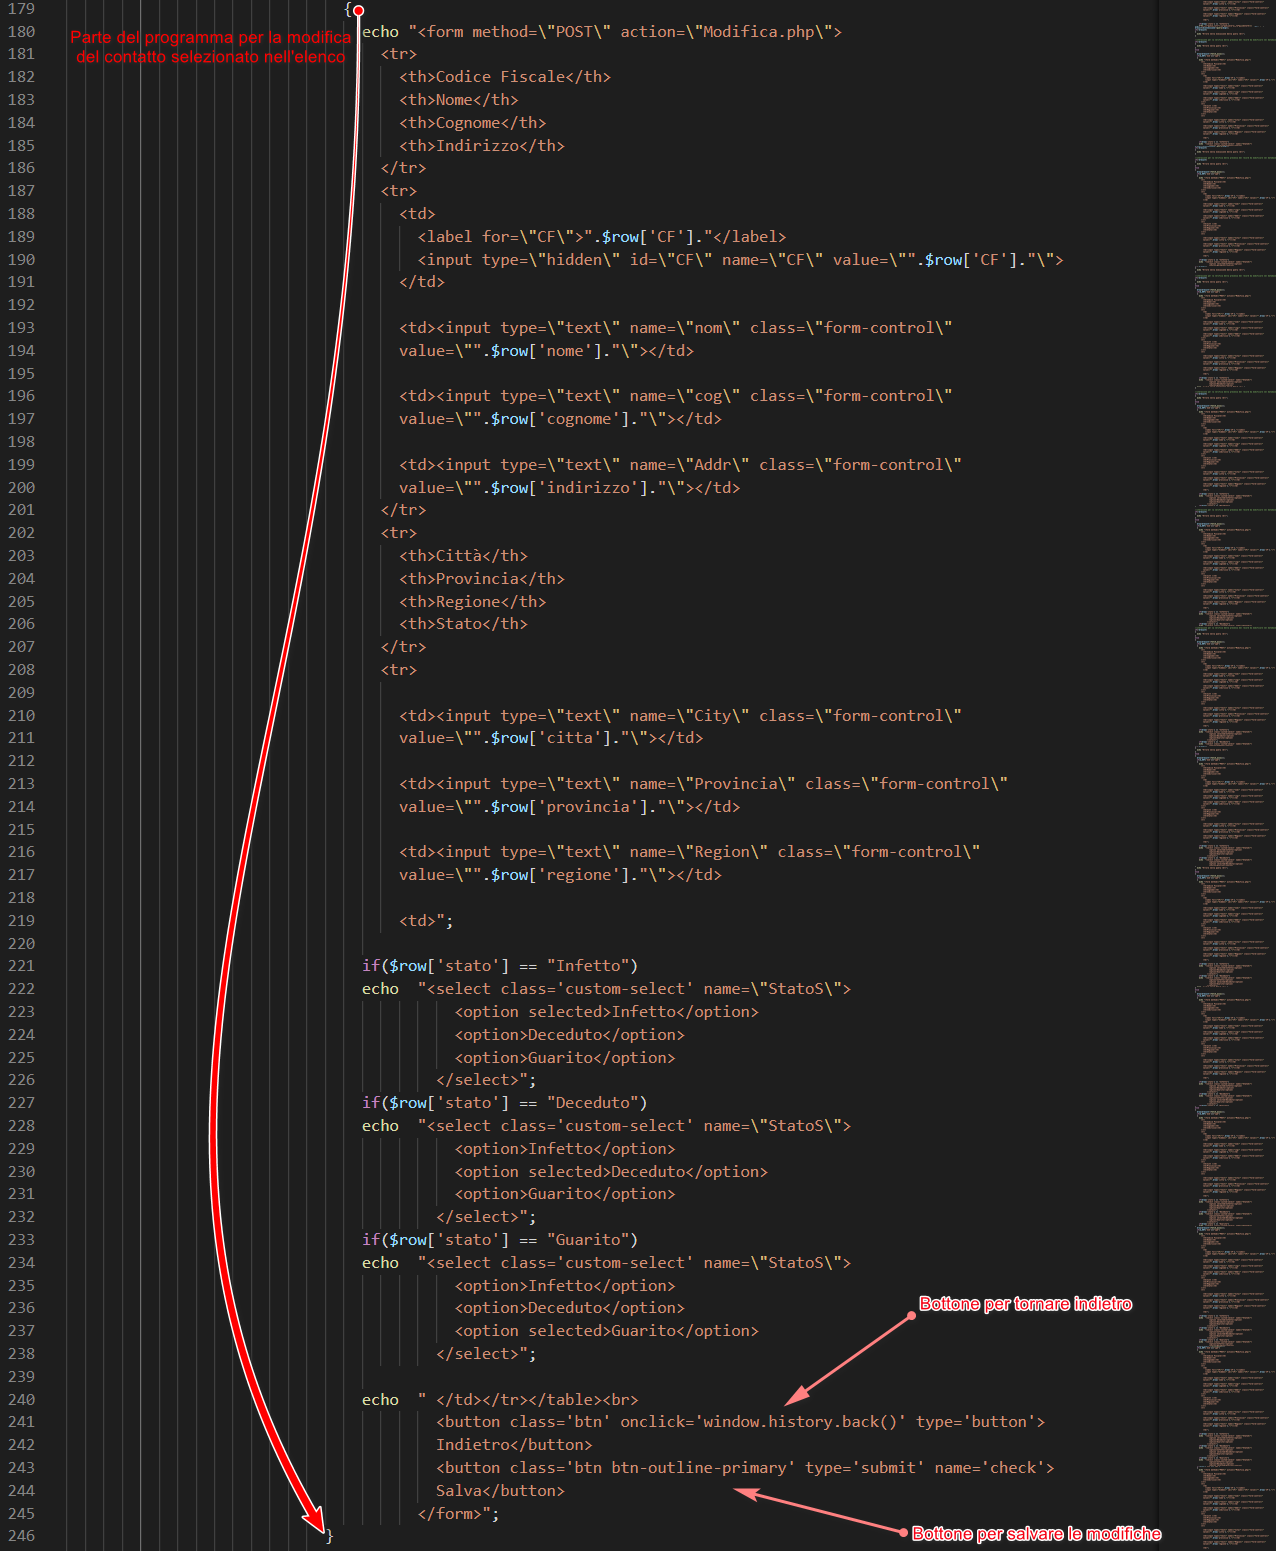 179 {
Parte del programma per la modifica
del contatto selezionato nell'elenco
180 echo "<form method=\"POST\" action=\"Modifica.php\">
181 <tr>
182 <th>Codice Fiscale</th>
183 <th>Nome</th>
184 <th>Cognome</th>
185 <th>Indirizzo</th>
186 </tr>
187 <tr>
188 <td>
189 <label for=\"CF\">".$row['CF']."</label>
190 <input type=\"hidden\" id=\"CF\" name=\"CF\" value=\"".$row['CF']."\">
191 </td>
192
193 <td><input type=\"text\" name=\"nom\" class=\"form-control\"
194 value=\"".$row['nome']."\"></td>
195
196 <td><input type=\"text\" name=\"cog\" class=\"form-control\"
197 value=\"".$row['cognome']."\"></td>
198
199 <td><input type=\"text\" name=\"Addr\" class=\"form-control\"
200 value=\"".$row['indirizzo']."\"></td>
201 </tr>
202 <tr>
203 <th>Città</th>
204 <th>Provincia</th>
205 <th>Regione</th>
206 <th>Stato</th>
207 </tr>
208 <tr>
209
210 <td><input type=\"text\" name=\"City\" class=\"form-control\"
211 value=\"".$row['citta']."\"></td>
212
213 <td><input type=\"text\" name=\"Provincia\" class=\"form-control\"
214 value=\"".$row['provincia']."\"></td>
215
216 <td><input type=\"text\" name=\"Region\" class=\"form-control\"
217 value=\"".$row['regione']."\"></td>
218
219 <td>";
220
221 if($row['stato'] == "Infetto")
222 echo "<select class='custom-select' name=\"StatoS\">
223 <option selected>Infetto</option>
224 <option>Deceduto</option>
225 <option>Guarito</option>
226 </select>";
227 if($row['stato'] == "Deceduto")
228 echo "<select class='custom-select' name=\"StatoS\">
229 <option>Infetto</option>
230 <option selected>Deceduto</option>
231 <option>Guarito</option>
232 </select>";
233 if($row['stato'] == "Guarito")
234 echo "<select class='custom-select' name=\"StatoS\">
235 <option>Infetto</option>
236 <option>Deceduto</option>
Bottone per tornare indietro
237 <option selected>Guarito</option>
238 </select>";
239
240 echo " </td></tr></table><br>
241 <button class='btn' onclick='window.history.back()' type='button'>
242 Indietro</button>
243 <button class='btn btn-outline-primary' type='submit' name='check'>
244 Salva</button>
245 </form>";
246 }
Bottone per salvare le modifiche